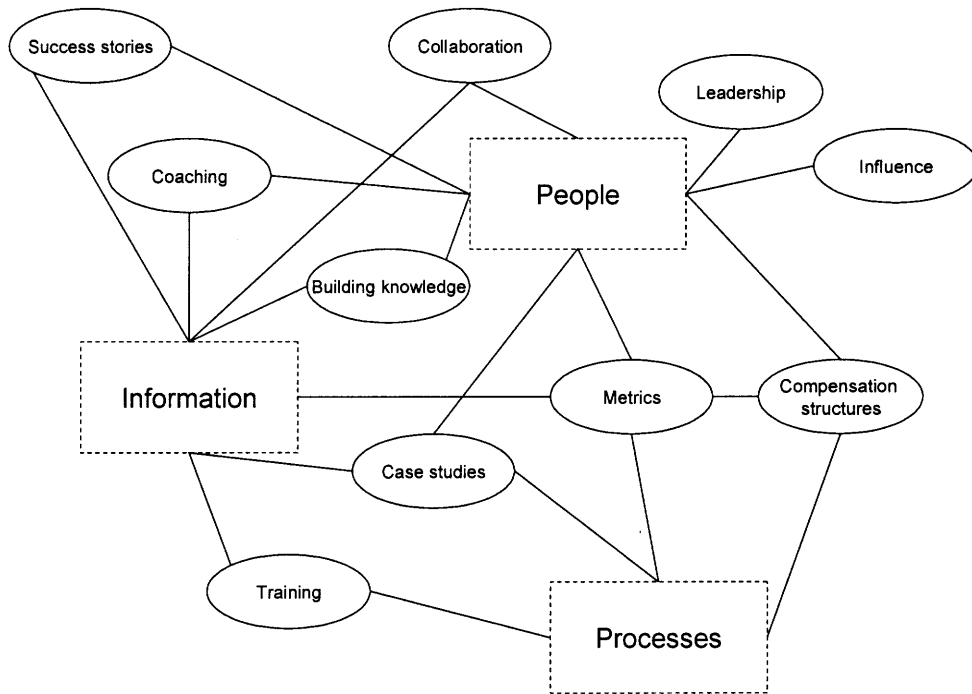 Success stories
Collaboration
Leadership
Influence
Coaching
People
Building knowledge
Information
Metrics
Compensation
structures
Case studies
Training
Processes